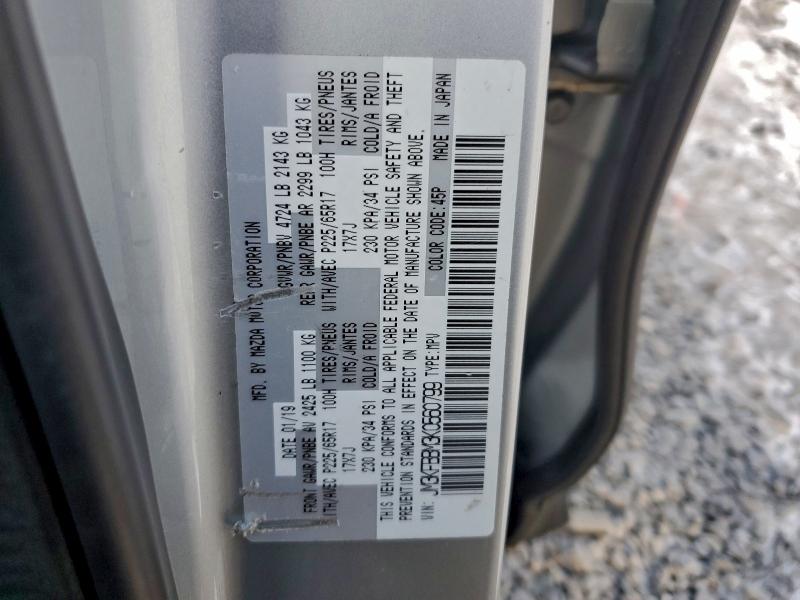 MFD. BY MAZDA MOTOR CORPORATION
DATE 01/19 GVWR/PNBV 4724 LB 2143 KG
FRONT GAWR/PNBE AV 2425 LB 1100 KG REAR GAWR/PNBE AR 2299 LB 1043 KG
WITH/AVEC P225/65R17 100H TIRES/PNEUS WITH/AVEC P225/65R17 100H TIRES/PNEUS
17X7J RIMS/JANTES 17X7J RIMS/JANTES
230 KPA/34 PSI COLD/A FROID 230 KPA/34 PSI COLD/A FROID
THIS VEHICLE CONFORMS TO ALL APPLICABLE FEDERAL MOTOR VEHICLE SAFETY AND THEFT
PREVENTION STANDARDS IN EFFECT ON THE DATE OF MANUFACTURE SHOWN ABOVE.
VIN: JM3KFBBM3K0560799 TYPE:MPV COLOR CODE:45P MADE IN JAPAN